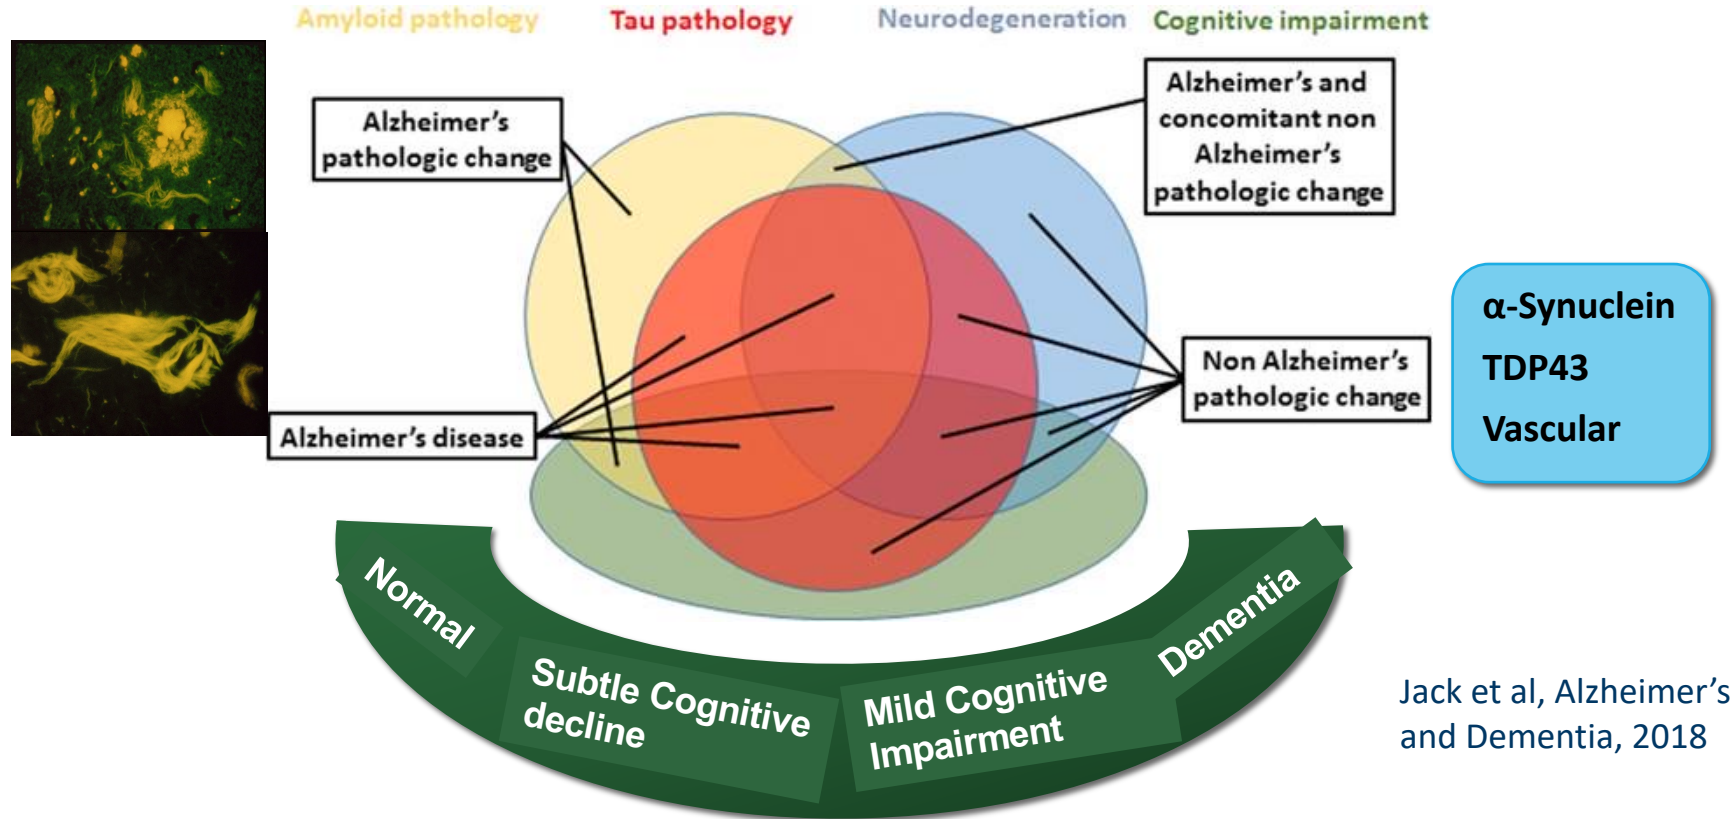 Amyloid pathology
Tau pathology
Neurodegeneration
Cognitive impairment
Alzheimer's
pathologic change
Alzheimer's and
concomitant non
Alzheimer's
pathologic change
α-Synuclein
TDP43
Vascular
Non Alzheimer's
pathologic change
Alzheimer's disease
Normal
Subtle Cognitive
decline
Mild Cognitive
Impairment
Dementia
Jack et al, Alzheimer's
and Dementia, 2018